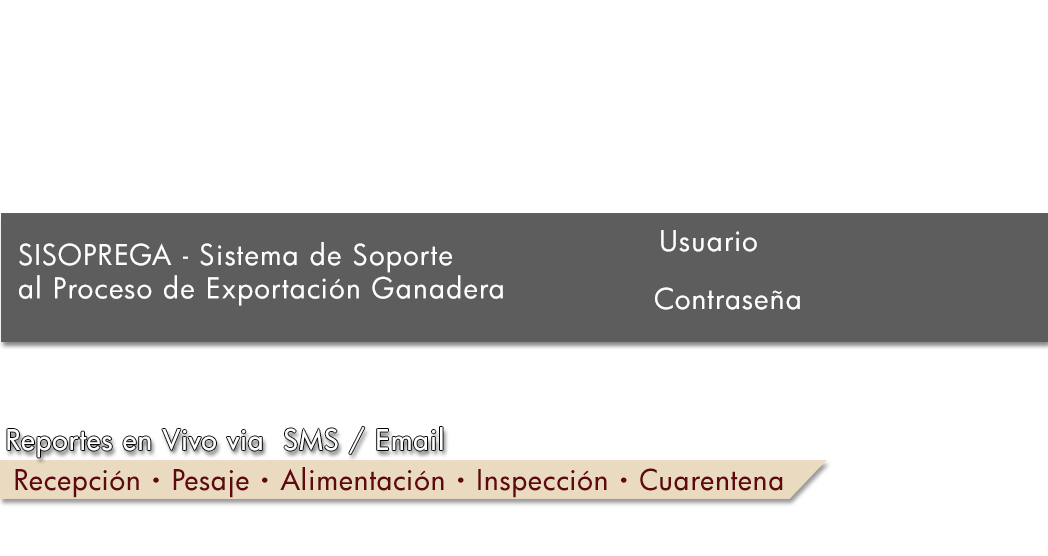 SISOPREGA - Sistema de Soporte
al Proceso de Exportación Ganadera
Usuario
Contraseña
Reportes en Vivo via SMS / Email
Recepción • Pesaje • Alimentación • Inspección • Cuarentena